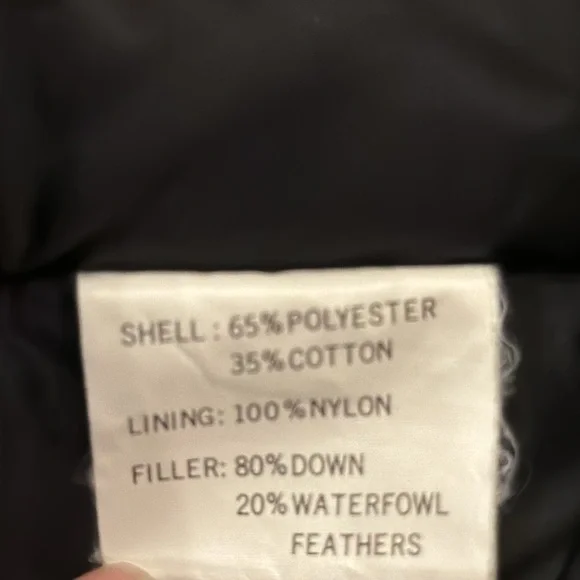 SHELL: 65% POLYESTER
35% COTTON
LINING: 100% NYLON
FILLER: 80% DOWN
20% WATERFOWL
FEATHERS